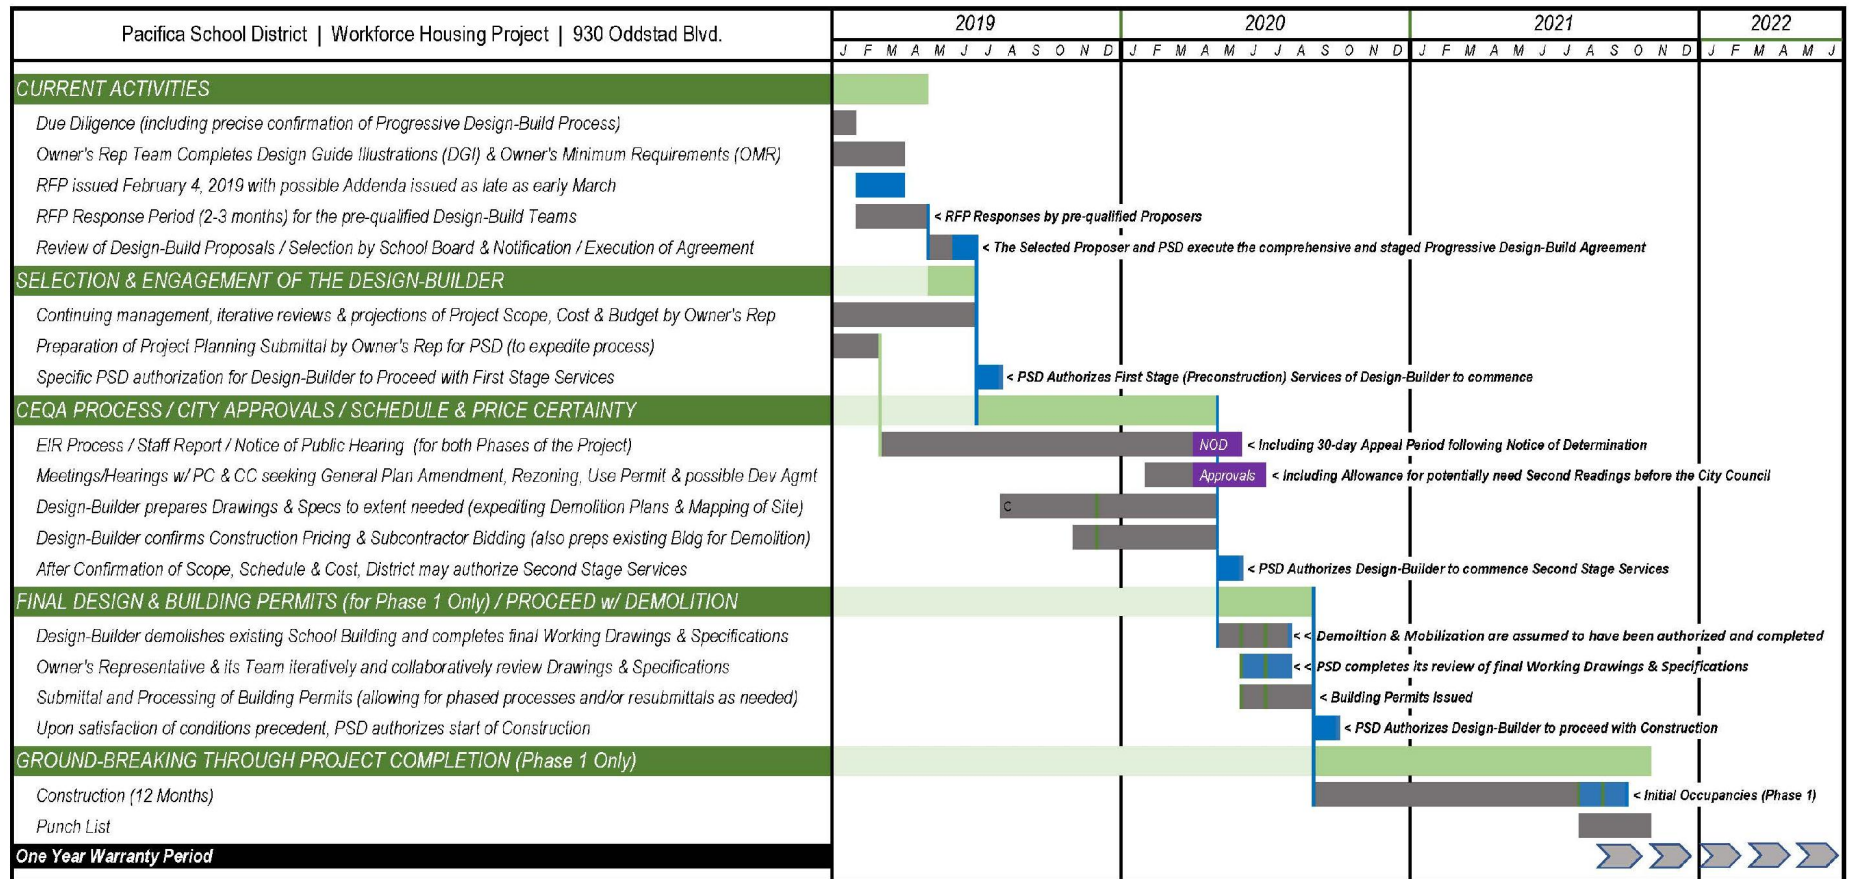 Pacifica School District | Workforce Housing Project | 930 Oddstad Blvd.
2019 2020 2021 2022
J F M A M J J A S O N D J F M A M J J A S O N D J F M A M J J A S O N D J F M A M J
CURRENT ACTIVITIES
Due Diligence (including precise confirmation of Progressive Design-Build Process)
Owner's Rep Team Completes Design Guide Illustrations (DGI) & Owner's Minimum Requirements (OMR)
RFP issued February 4, 2019 with possible Addenda issued as late as early March
RFP Response Period (2-3 months) for the pre-qualified Design-Build Teams < RFP Responses by pre-qualified Proposers
Review of Design-Build Proposals / Selection by School Board & Notification / Execution of Agreement < The Selected Proposer and PSD execute the comprehensive and staged Progressive Design-Build Agreement
SELECTION & ENGAGEMENT OF THE DESIGN-BUILDER
Continuing management, iterative reviews & projections of Project Scope, Cost & Budget by Owner's Rep
Preparation of Project Planning Submittal by Owner's Rep for PSD (to expedite process)
Specific PSD authorization for Design-Builder to Proceed with First Stage Services < PSD Authorizes First Stage (Preconstruction) Services of Design-Builder to commence
CEQA PROCESS / CITY APPROVALS / SCHEDULE & PRICE CERTAINTY
EIR Process / Staff Report / Notice of Public Hearing (for both Phases of the Project) NOD < Including 30-day Appeal Period following Notice of Determination
Meetings/Hearings w/ PC & CC seeking General Plan Amendment, Rezoning, Use Permit & possible Dev Agmt Approvals < Including Allowance for potentially need Second Readings before the City Council
Design-Builder prepares Drawings & Specs to extent needed (expediting Demolition Plans & Mapping of Site) C
Design-Builder confirms Construction Pricing & Subcontractor Bidding (also preps existing Bldg for Demolition)
After Confirmation of Scope, Schedule & Cost, District may authorize Second Stage Services < PSD Authorizes Design-Builder to commence Second Stage Services
FINAL DESIGN & BUILDING PERMITS (for Phase 1 Only) / PROCEED w/ DEMOLITION
Design-Builder demolishes existing School Building and completes final Working Drawings & Specifications < < Demoiltion & Mobilization are assumed to have been authorized and completed
Owner's Representative & its Team iteratively and collaboratively review Drawings & Specifications < < PSD completes its review of final Working Drawings & Specifications
Submittal and Processing of Building Permits (allowing for phased processes and/or resubmittals as needed) < Building Permits Issued
Upon satisfaction of conditions precedent, PSD authorizes start of Construction < PSD Authorizes Design-Builder to proceed with Construction
GROUND-BREAKING THROUGH PROJECT COMPLETION (Phase 1 Only)
Construction (12 Months) < Initial Occupancies (Phase 1)
Punch List
One Year Warranty Period